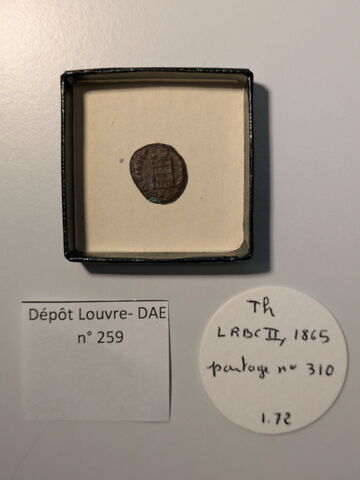 Dépôt Louvre- DAE
n° 259
Th
LRBC II, 1865
partage n° 310
1.72